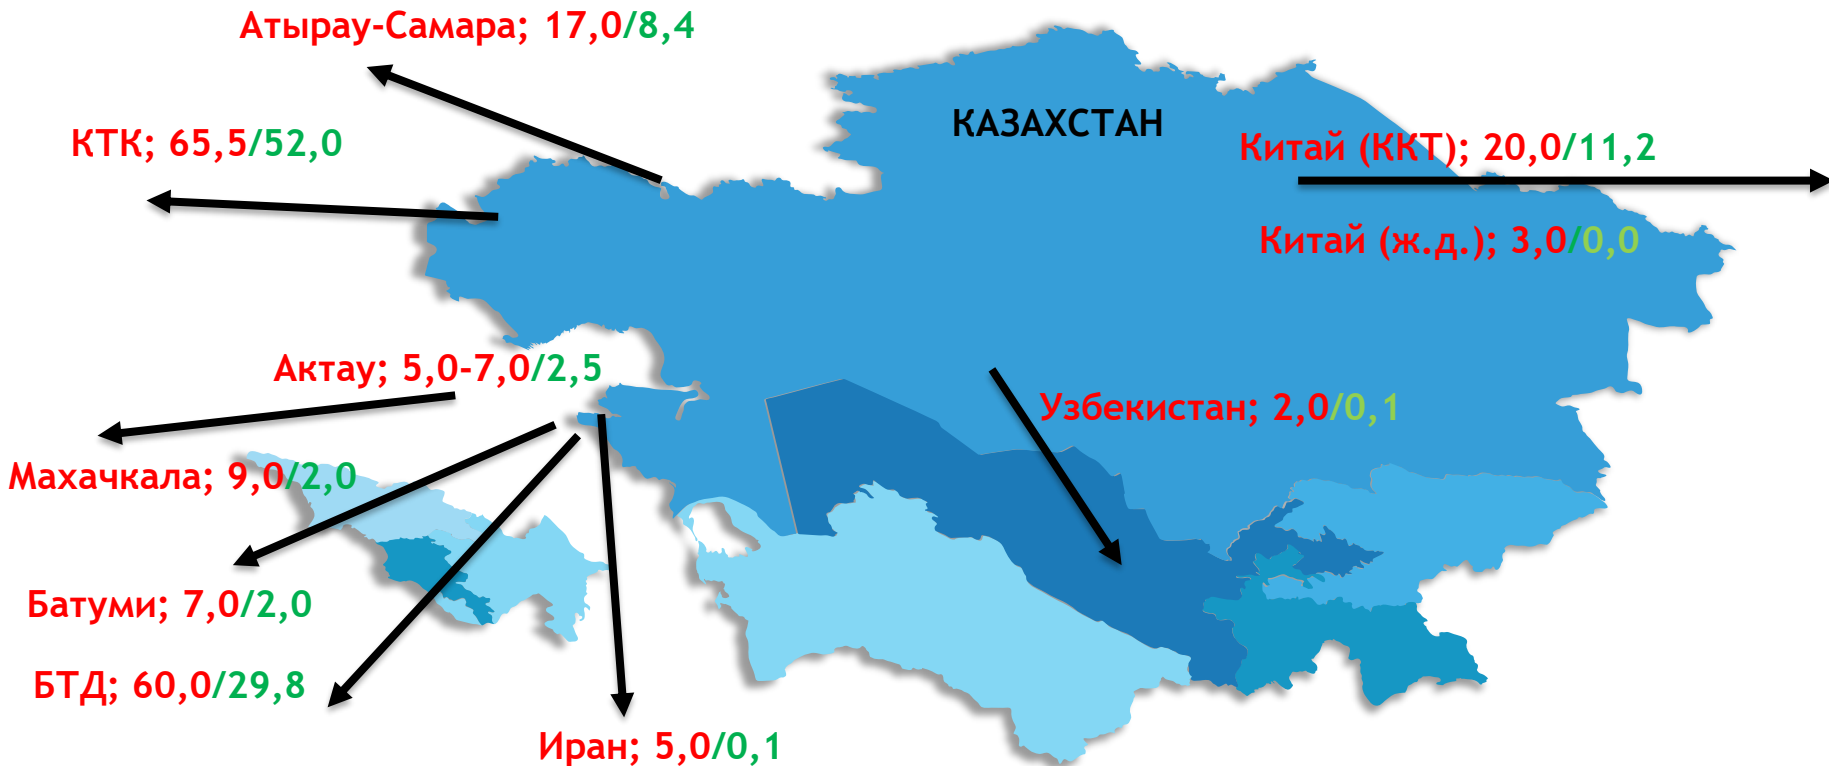 Атырау-Самара; 17,0/8,4
КАЗАХСТАН
КТК; 65,5/52,0
Китай (ККТ); 20,0/11,2
Китай (ж.д.); 3,0/0,0
Актау; 5,0-7,0/2,5
Узбекистан; 2,0/0,1
Махачкала; 9,0/2,0
Батуми; 7,0/2,0
БТД; 60,0/29,8
Иран; 5,0/0,1